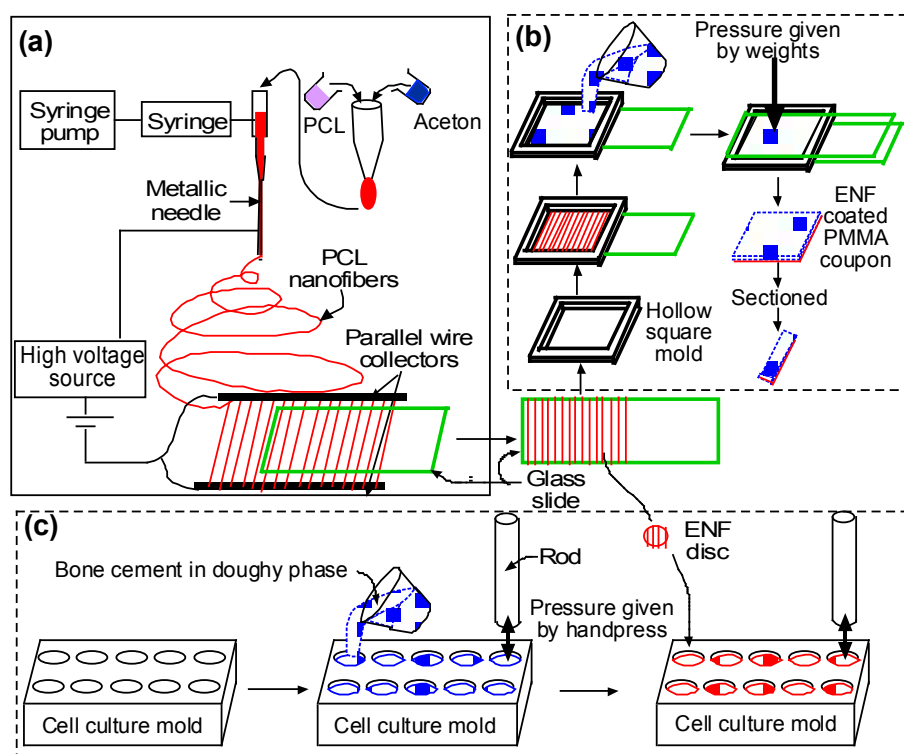 (a)
Syringe
pump
Syringe
PCL
Aceton
Metallic
needle
PCL
nanofibers
Parallel wire
collectors
High voltage
source
Glass
slide
(b)
Pressure given
by weights
ENF
coated
PMMA
coupon
Hollow
square
mold
Sectioned
(c)
Bone cement in doughy phase
Rod
ENF
disc
Pressure given
by handpress
Cell culture mold
Cell culture mold
Cell culture mold